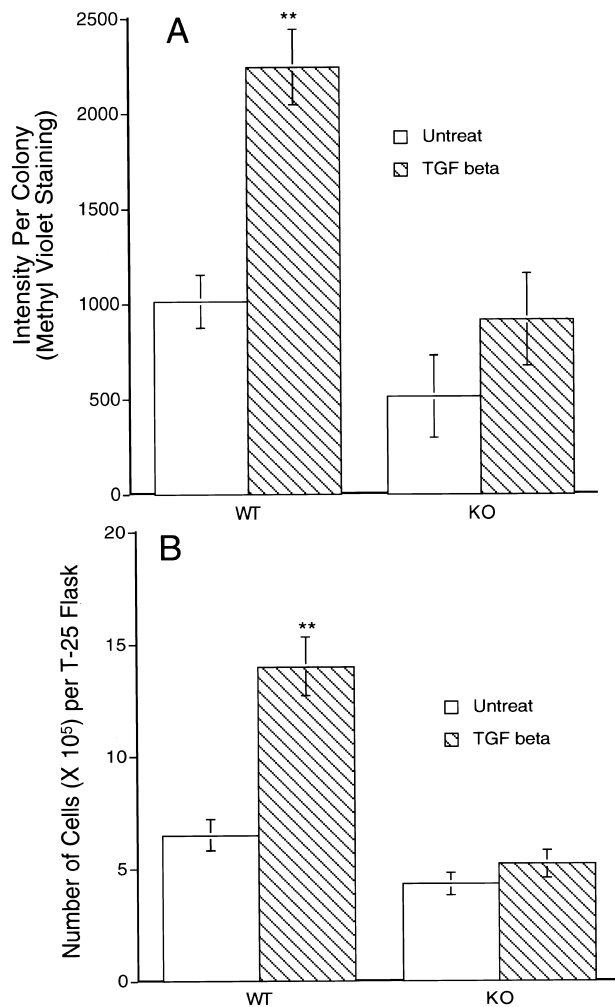 A
**
2500
2000
1500
1000
500
0
Intensity Per Colony
(Methyl Violet Staining)
Untreat
TGF beta
WT
KO
B
**
20
15
10
5
0
Number of Cells (X 10⁵) per T-25 Flask
Untreat
TGF beta
WT
KO